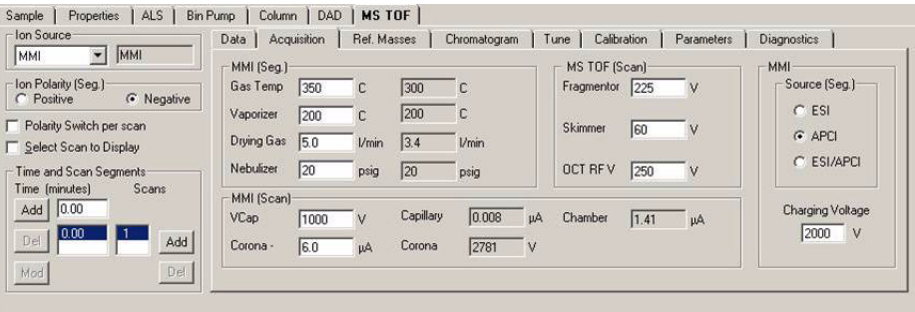 Sample Properties ALS Bin Pump Column DAD MS TOF
Ion Source
MMI MMI
Ion Polarity (Seg.)
Positive Negative
Polarity Switch per scan
Select Scan to Display
Time and Scan Segments
Time (minutes) Scans
Add 0.00
Del 0.00 1 Add
Mod Del
Data Acquisition Ref. Masses Chromatogram Tune Calibration Parameters Diagnostics
MMI (Seg.)
Gas Temp 350 C 300 C
Vaporizer 200 C 200 C
Drying Gas 5.0 l/min 3.4 l/min
Nebulizer 20 psig 20 psig
MS TOF (Scan)
Fragmentor 225 V
Skimmer 60 V
OCT RF V 250 V
MMI (Scan)
VCap 1000 V Capillary 0.008 µA Chamber 1.41 µA
Corona - 6.0 µA Corona 2781 V
MMI
Source (Seg.)
ESI
APCI
ESI/APCI
Charging Voltage
2000 V